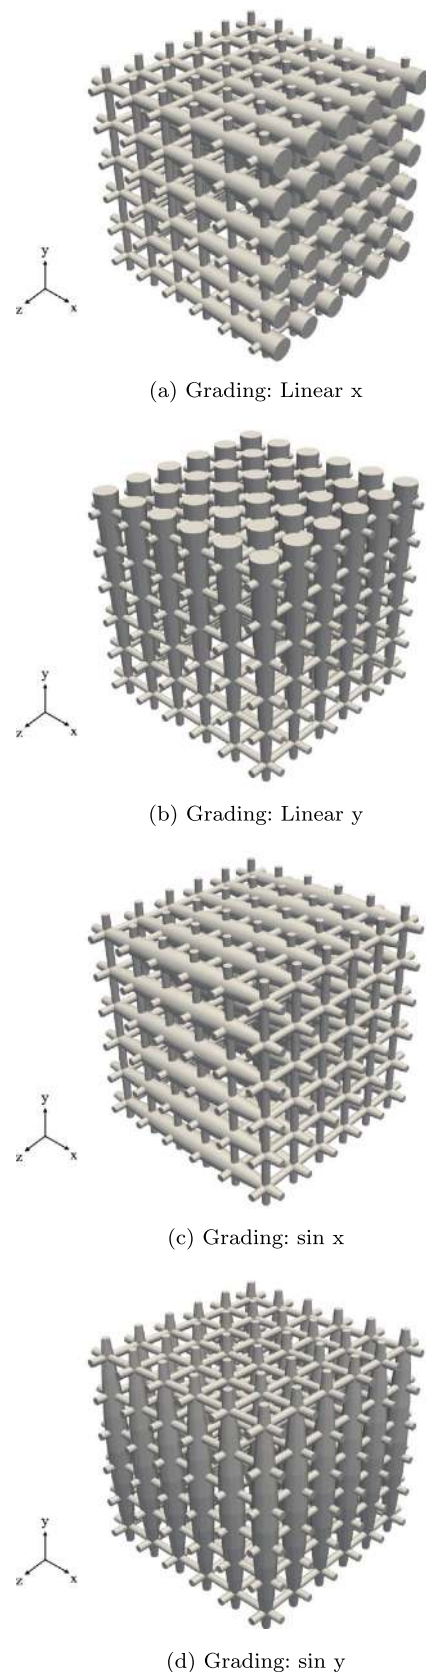 y
z x
(a) Grading: Linear x
y
z x
(b) Grading: Linear y
y
z x
(c) Grading: sin x
y
z x
(d) Grading: sin y